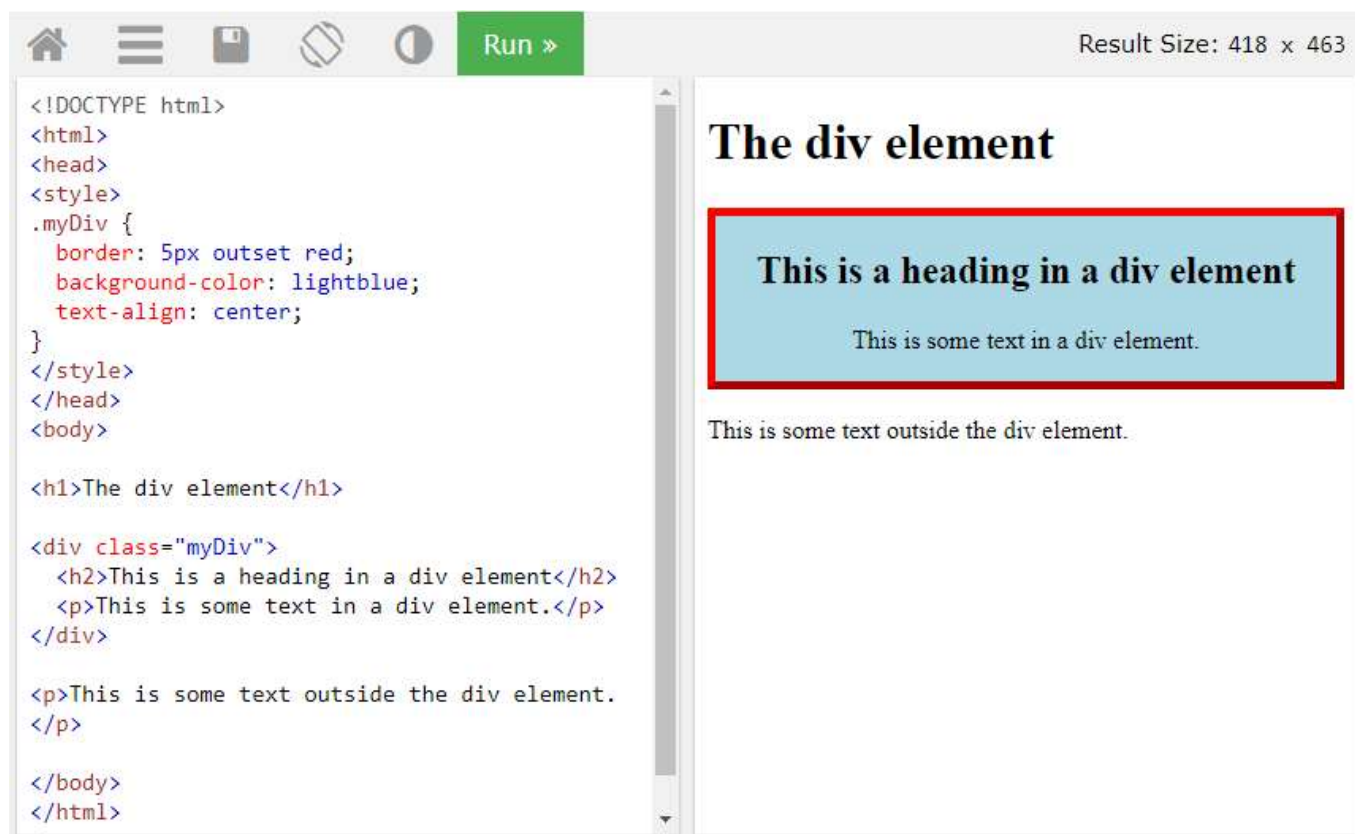 Run »
Result Size: 418 x 463
<!DOCTYPE html>
<html>
<head>
<style>
.myDiv {
  border: 5px outset red;
  background-color: lightblue;
  text-align: center;
}
</style>
</head>
<body>

<h1>The div element</h1>

<div class="myDiv">
  <h2>This is a heading in a div element</h2>
  <p>This is some text in a div element.</p>
</div>

<p>This is some text outside the div element.
</p>

</body>
</html>
The div element
This is a heading in a div element
This is some text in a div element.
This is some text outside the div element.